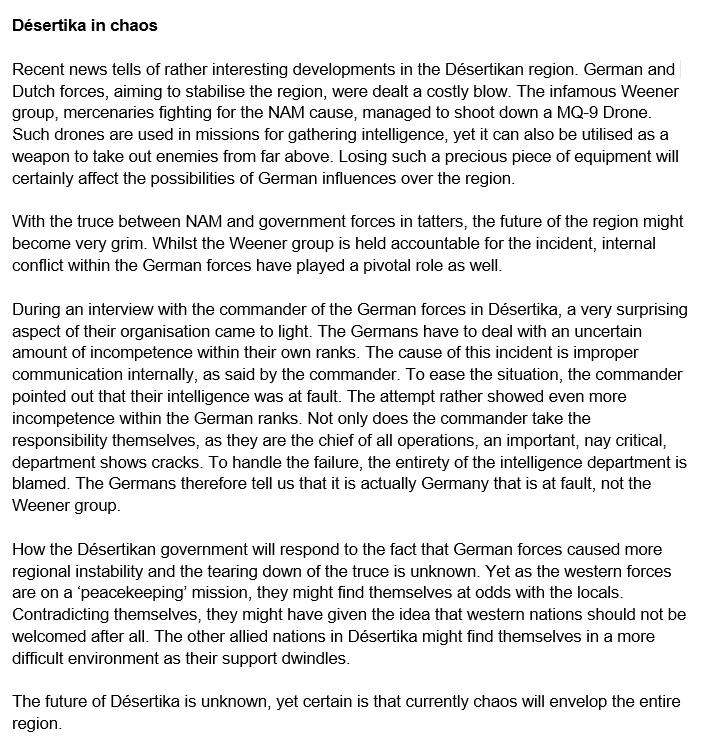 Désertika in chaos
Recent news tells of rather interesting developments in the Désertikan region. German and
Dutch forces, aiming to stabilise the region, were dealt a costly blow. The infamous Weener
group, mercenaries fighting for the NAM cause, managed to shoot down a MQ-9 Drone.
Such drones are used in missions for gathering intelligence, yet it can also be utilised as a
weapon to take out enemies from far above. Losing such a precious piece of equipment will
certainly affect the possibilities of German influences over the region.
With the truce between NAM and government forces in tatters, the future of the region might
become very grim. Whilst the Weener group is held accountable for the incident, internal
conflict within the German forces have played a pivotal role as well.
During an interview with the commander of the German forces in Désertika, a very surprising
aspect of their organisation came to light. The Germans have to deal with an uncertain
amount of incompetence within their own ranks. The cause of this incident is improper
communication internally, as said by the commander. To ease the situation, the commander
pointed out that their intelligence was at fault. The attempt rather showed even more
incompetence within the German ranks. Not only does the commander take the
responsibility themselves, as they are the chief of all operations, an important, nay critical,
department shows cracks. To handle the failure, the entirety of the intelligence department is
blamed. The Germans therefore tell us that it is actually Germany that is at fault, not the
Weener group.
How the Désertikan government will respond to the fact that German forces caused more
regional instability and the tearing down of the truce is unknown. Yet as the western forces
are on a ‘peacekeeping’ mission, they might find themselves at odds with the locals.
Contradicting themselves, they might have given the idea that western nations should not be
welcomed after all. The other allied nations in Désertika might find themselves in a more
difficult environment as their support dwindles.
The future of Désertika is unknown, yet certain is that currently chaos will envelop the entire
region.